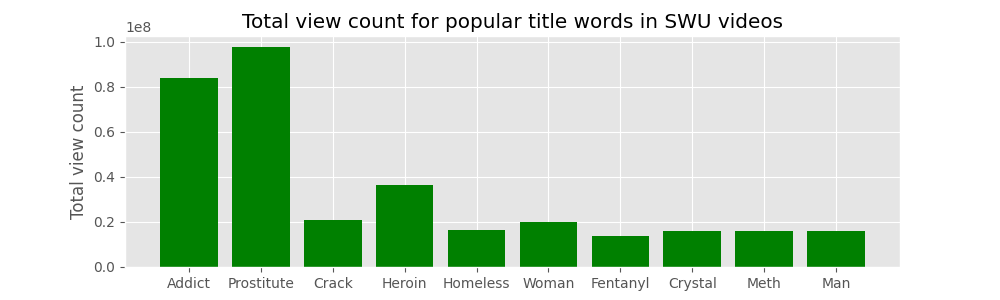 Total view count for popular title words in SWU videos
1e8
1.0
0.8
0.6
0.4
0.2
0.0
Total view count
Addict Prostitute Crack Heroin Homeless Woman Fentanyl Crystal Meth Man